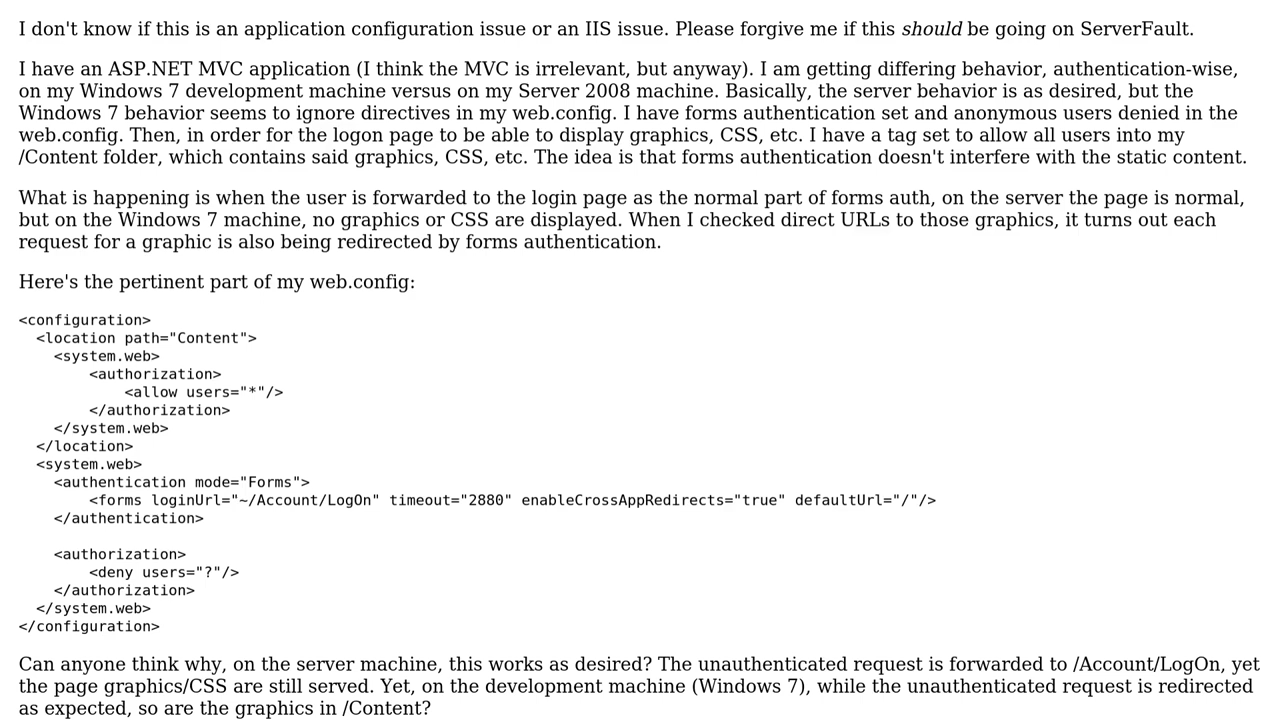 I don't know if this is an application configuration issue or an IIS issue. Please forgive me if this should be going on ServerFault.
I have an ASP.NET MVC application (I think the MVC is irrelevant, but anyway). I am getting differing behavior, authentication-wise,
on my Windows 7 development machine versus on my Server 2008 machine. Basically, the server behavior is as desired, but the
Windows 7 behavior seems to ignore directives in my web.config. I have forms authentication set and anonymous users denied in the
web.config. Then, in order for the logon page to be able to display graphics, CSS, etc. I have a tag set to allow all users into my
/Content folder, which contains said graphics, CSS, etc. The idea is that forms authentication doesn't interfere with the static content.
What is happening is when the user is forwarded to the login page as the normal part of forms auth, on the server the page is normal,
but on the Windows 7 machine, no graphics or CSS are displayed. When I checked direct URLs to those graphics, it turns out each
request for a graphic is also being redirected by forms authentication.
Here's the pertinent part of my web.config:
<configuration>
  <location path="Content">
    <system.web>
        <authorization>
            <allow users="*"/>
        </authorization>
    </system.web>
  </location>
  <system.web>
    <authentication mode="Forms">
        <forms loginUrl="~/Account/LogOn" timeout="2880" enableCrossAppRedirects="true" defaultUrl="/"/>
    </authentication>
    <authorization>
        <deny users="?"/>
    </authorization>
  </system.web>
</configuration>
Can anyone think why, on the server machine, this works as desired? The unauthenticated request is forwarded to /Account/LogOn, yet
the page graphics/CSS are still served. Yet, on the development machine (Windows 7), while the unauthenticated request is redirected
as expected, so are the graphics in /Content?